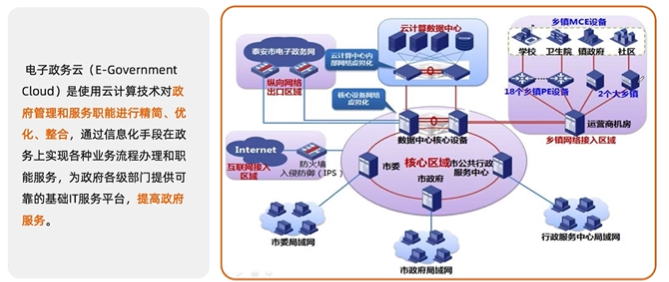 电子政务云（E-Government
Cloud）是使用云计算技术对政
府管理和服务职能进行精简、优
化、整合，通过信息化手段在政
务上实现各种业务流程办理和职
能服务，为政府各级部门提供可
靠的基础IT服务平台，提高政府
服务。
泰安市电子政务网
纵向网络
出口区域
云计算数据中心
云计算中心内
部网络虚拟化
核心设备网络
虚拟化
数据中心核心设备
乡镇MCE设备
学校
卫生院
镇政府
社区
18个乡镇PE设备
2个大乡镇
运营商机房
乡镇网络接入区域
Internet
互联网接入
区域
防火墙
入侵防御（IPS）
核心区域
市委
市政府
市公共行政
服务中心
市委局域网
市政府局域网
行政服务中心局域网